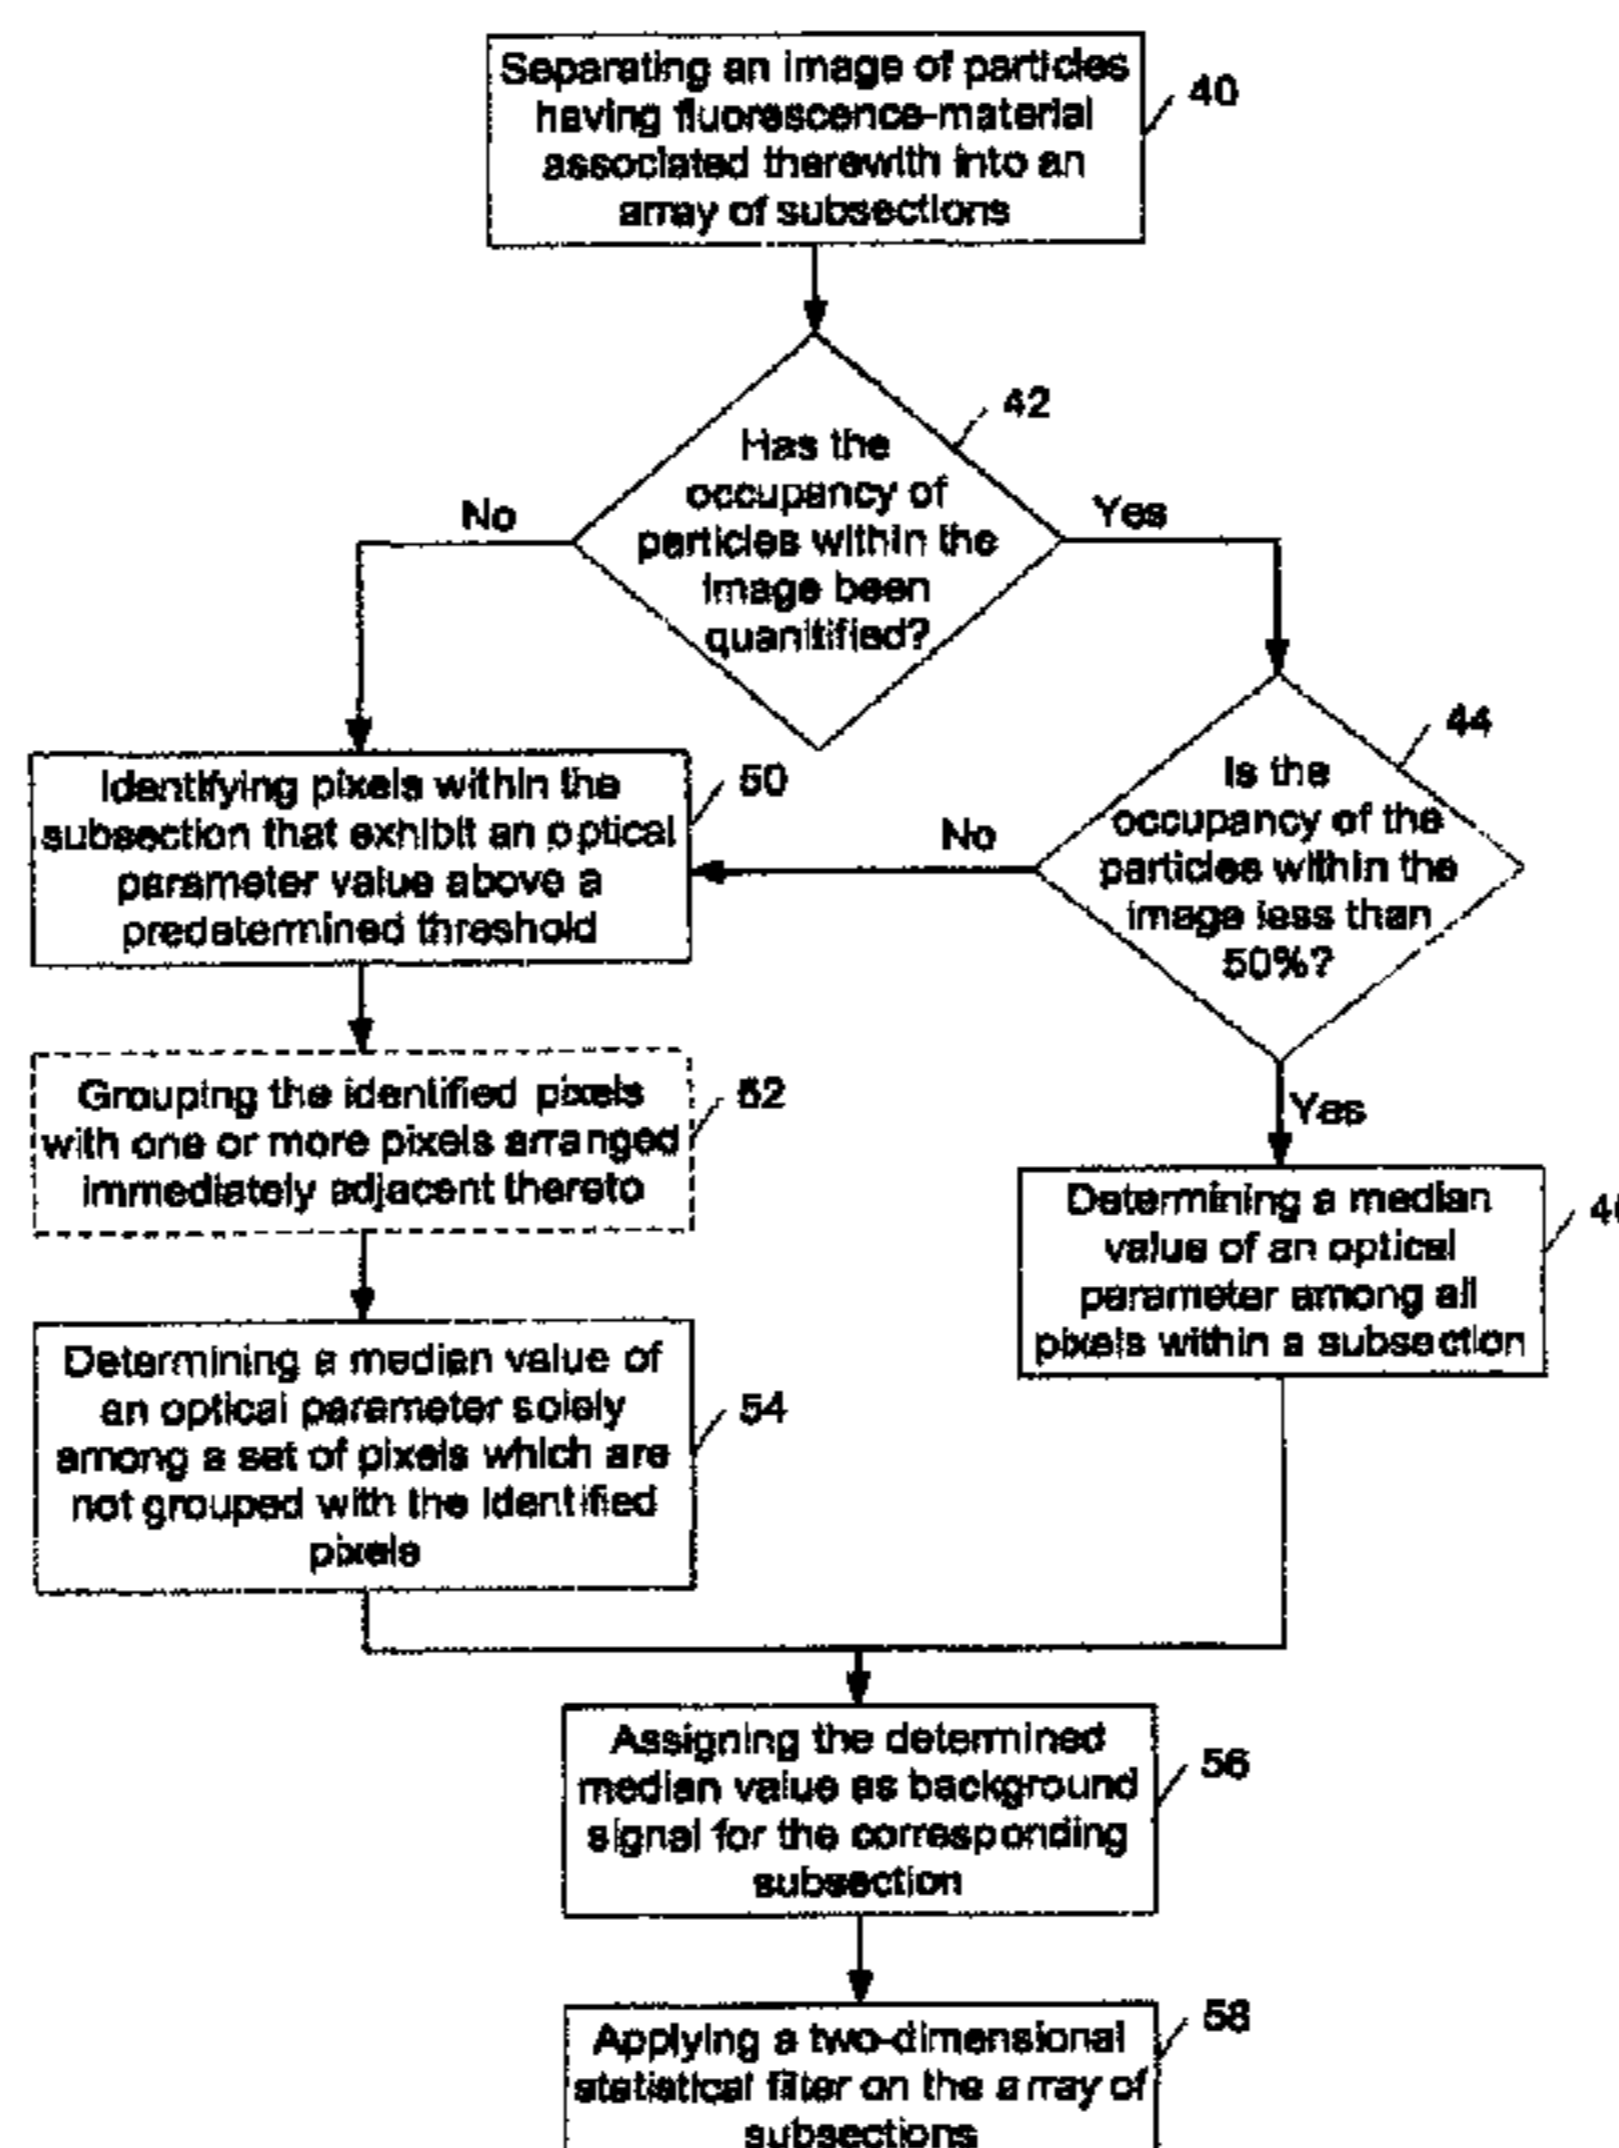 Separating an image of particles
having fluorescence-material
associated therewith into an
array of subsections
40
42
Has the
occupancy of
particles within the
image been
quanitified?
No
Yes
44
Is the
occupancy of the
particles within the
image less than
50%?
No
50
Identifying pixels within the
subsection that exhibit an optical
parameter value above a
predetermined threshold
Yes
52
Grouping the identified pixels
with one or more pixels arranged
immediately adjacent thereto
Determining a median
value of an optical
parameter among all
pixels within a subsection
54
Determining a median value of
an optical parameter solely
among a set of pixels which are
not grouped with the identified
pixels
56
Assigning the determined
median value as background
signal for the corresponding
subsection
58
Applying a two-dimensional
statistical filter on the array of
subsections